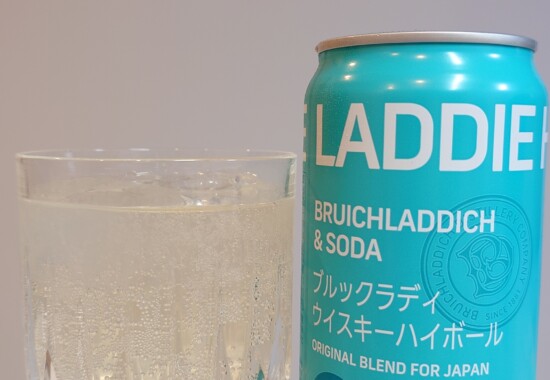 LADDIE
BRUICHLADDICH
& SODA
ブルックラディ
ウイスキーハイボール
ORIGINAL BLEND FOR JAPAN